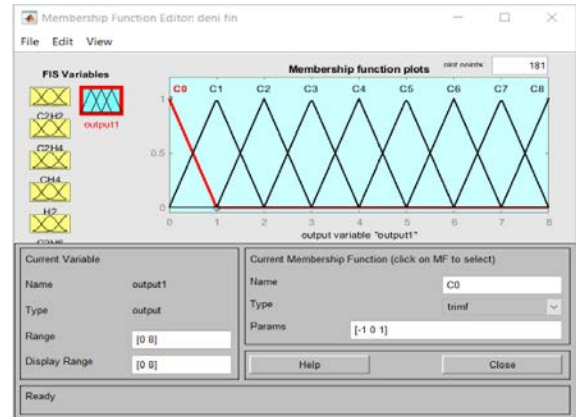 Membership Function Editor: deni fin
File Edit View
FIS Variables
C2H2
C2H4
CH4
H2
C2H6
output1
Membership function plots
plot points:
181
C0 C1 C2 C3 C4 C5 C6 C7 C8
1
0.5
0
0 1 2 3 4 5 6 7 8
output variable "output1"
Current Variable
Name output1
Type output
Range [0 8]
Display Range [0 8]
Current Membership Function (click on MF to select)
Name C0
Type trimf
Params [-1 0 1]
Help Close
Ready